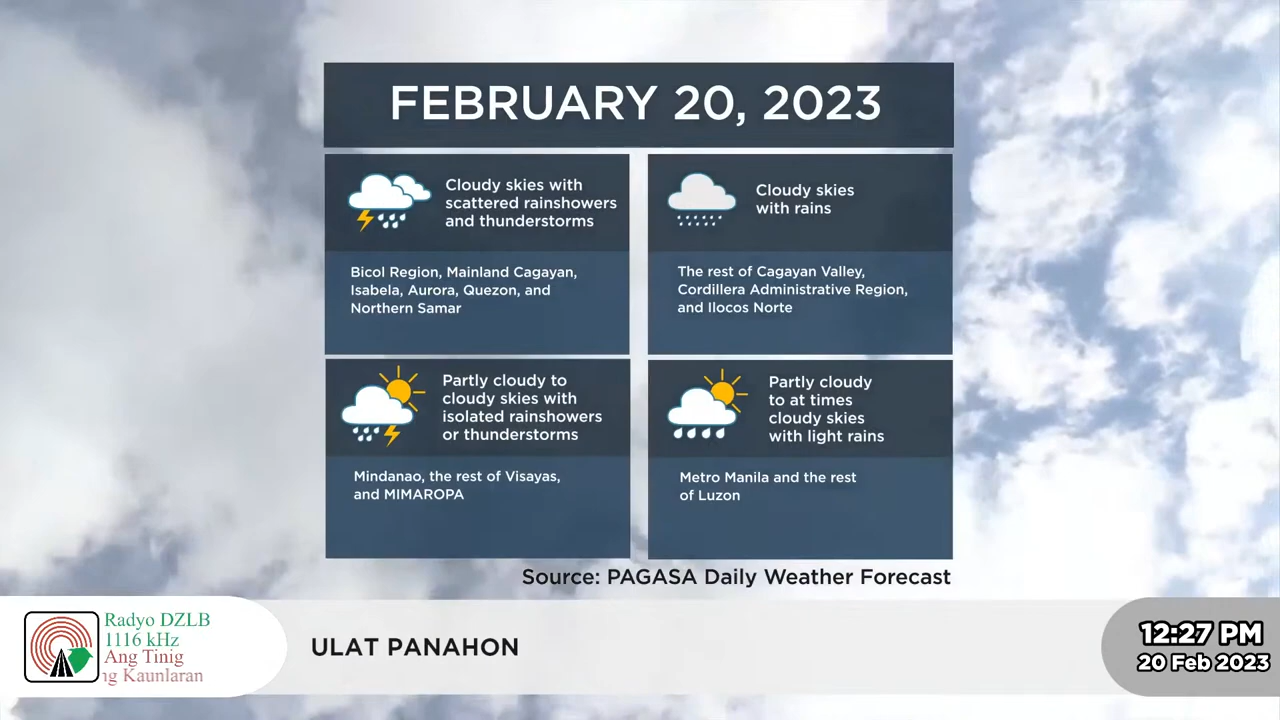 FEBRUARY 20, 2023
Cloudy skies with
scattered rainshowers
and thunderstorms
Bicol Region, Mainland Cagayan,
Isabela, Aurora, Quezon, and
Northern Samar
Cloudy skies
with rains
The rest of Cagayan Valley,
Cordillera Administrative Region,
and Ilocos Norte
Partly cloudy to
cloudy skies with
isolated rainshowers
or thunderstorms
Mindanao, the rest of Visayas,
and MIMAROPA
Partly cloudy
to at times
cloudy skies
with light rains
Metro Manila and the rest
of Luzon
Source: PAGASA Daily Weather Forecast
Radyo DZLB
1116 kHz
Ang Tinig
ng Kaunlaran
ULAT PANAHON
12:27 PM
20 Feb 2023